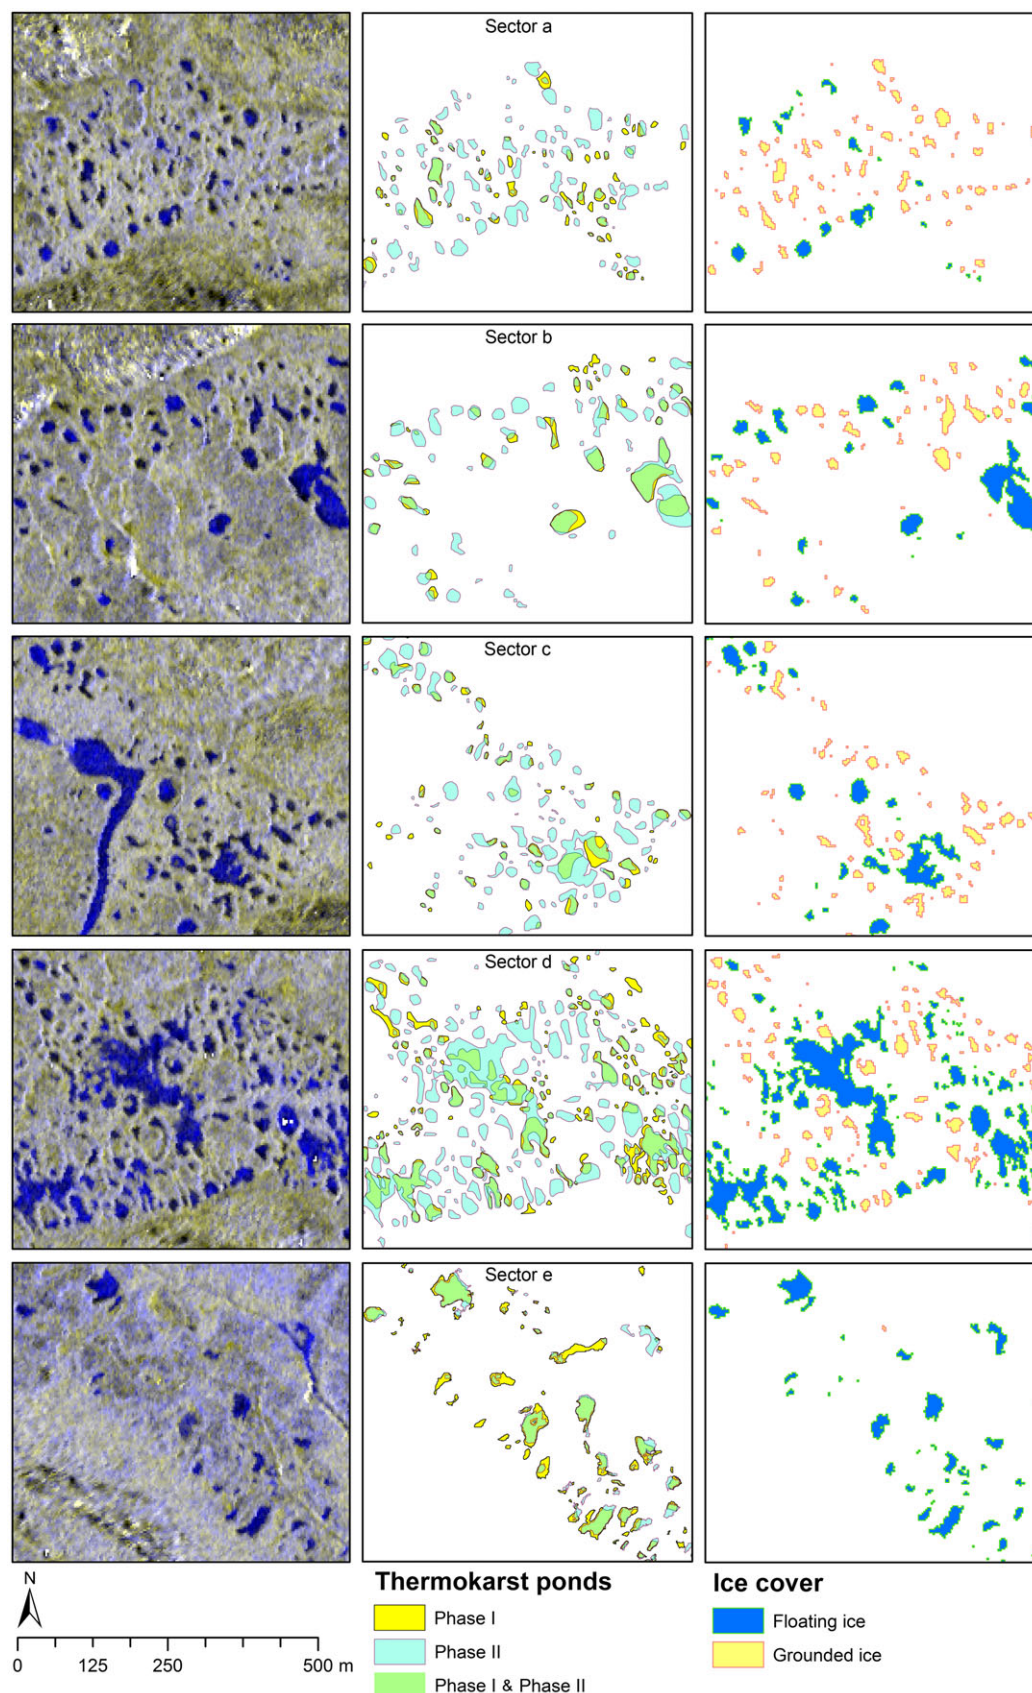 Sector a
Sector b
Sector c
Sector d
Sector e
N
0 125 250 500 m
Thermokarst ponds
Phase I
Phase II
Phase I & Phase II
Ice cover
Floating ice
Grounded ice